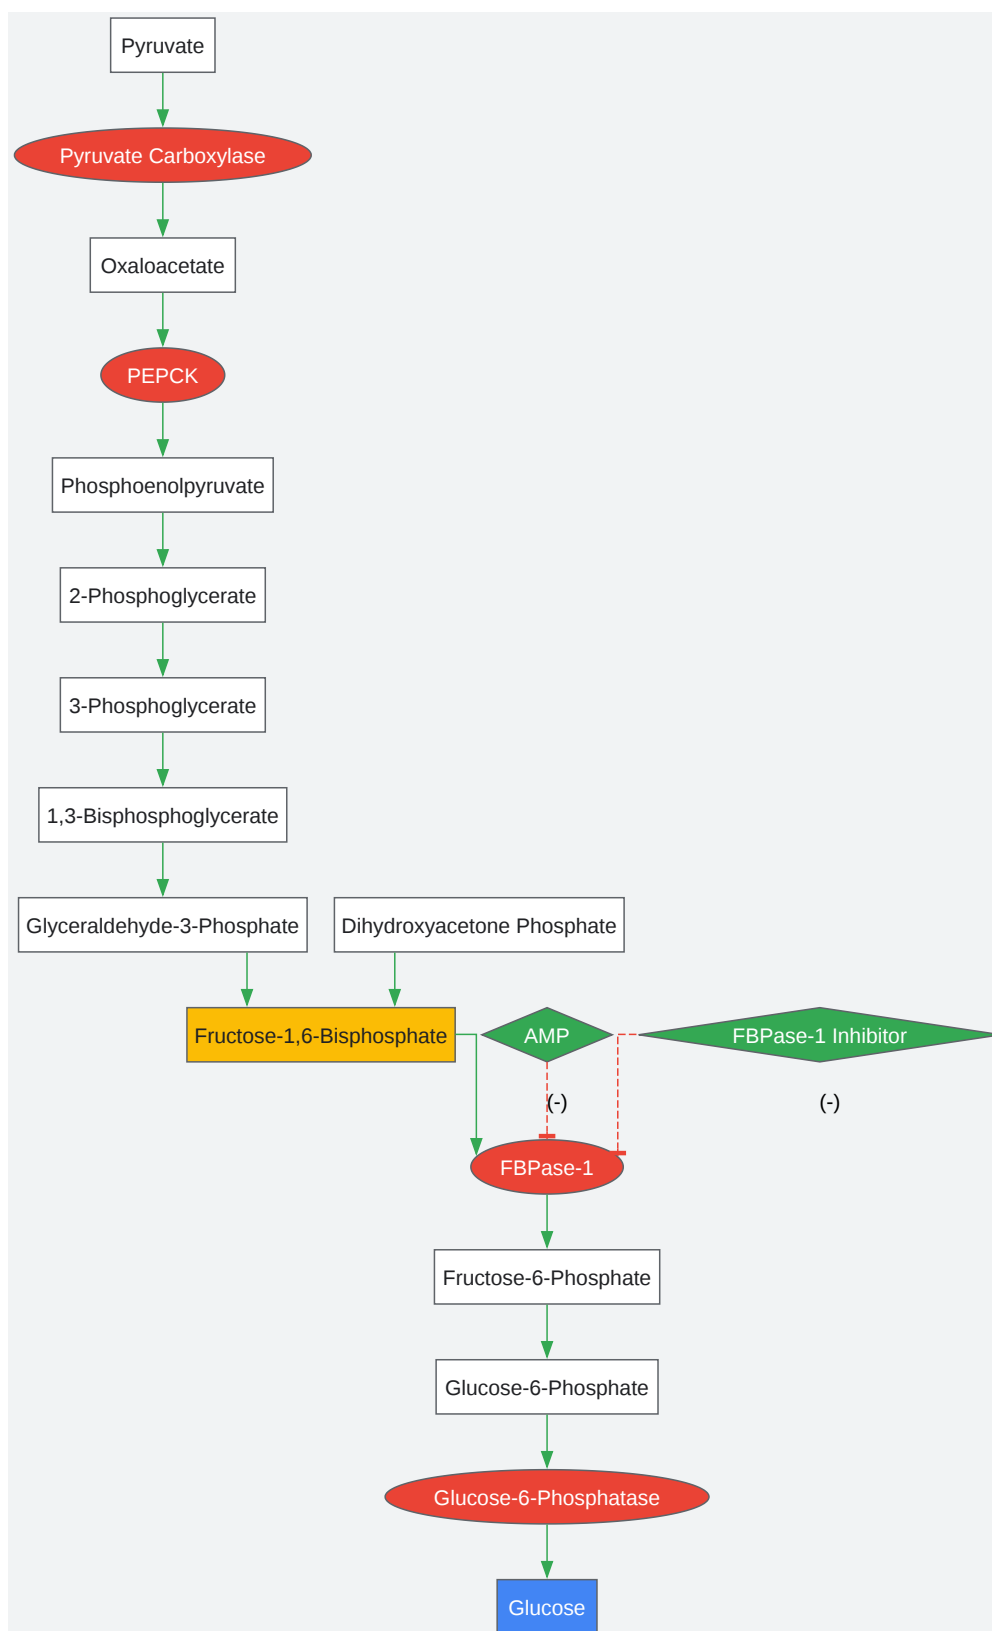 Pyruvate
Pyruvate Carboxylase
Oxaloacetate
PEPCK
Phosphoenolpyruvate
2-Phosphoglycerate
3-Phosphoglycerate
1,3-Bisphosphoglycerate
Glyceraldehyde-3-Phosphate
Dihydroxyacetone Phosphate
Fructose-1,6-Bisphosphate
AMP
FBPase-1 Inhibitor
(-)
(-)
FBPase-1
Fructose-6-Phosphate
Glucose-6-Phosphate
Glucose-6-Phosphatase
Glucose